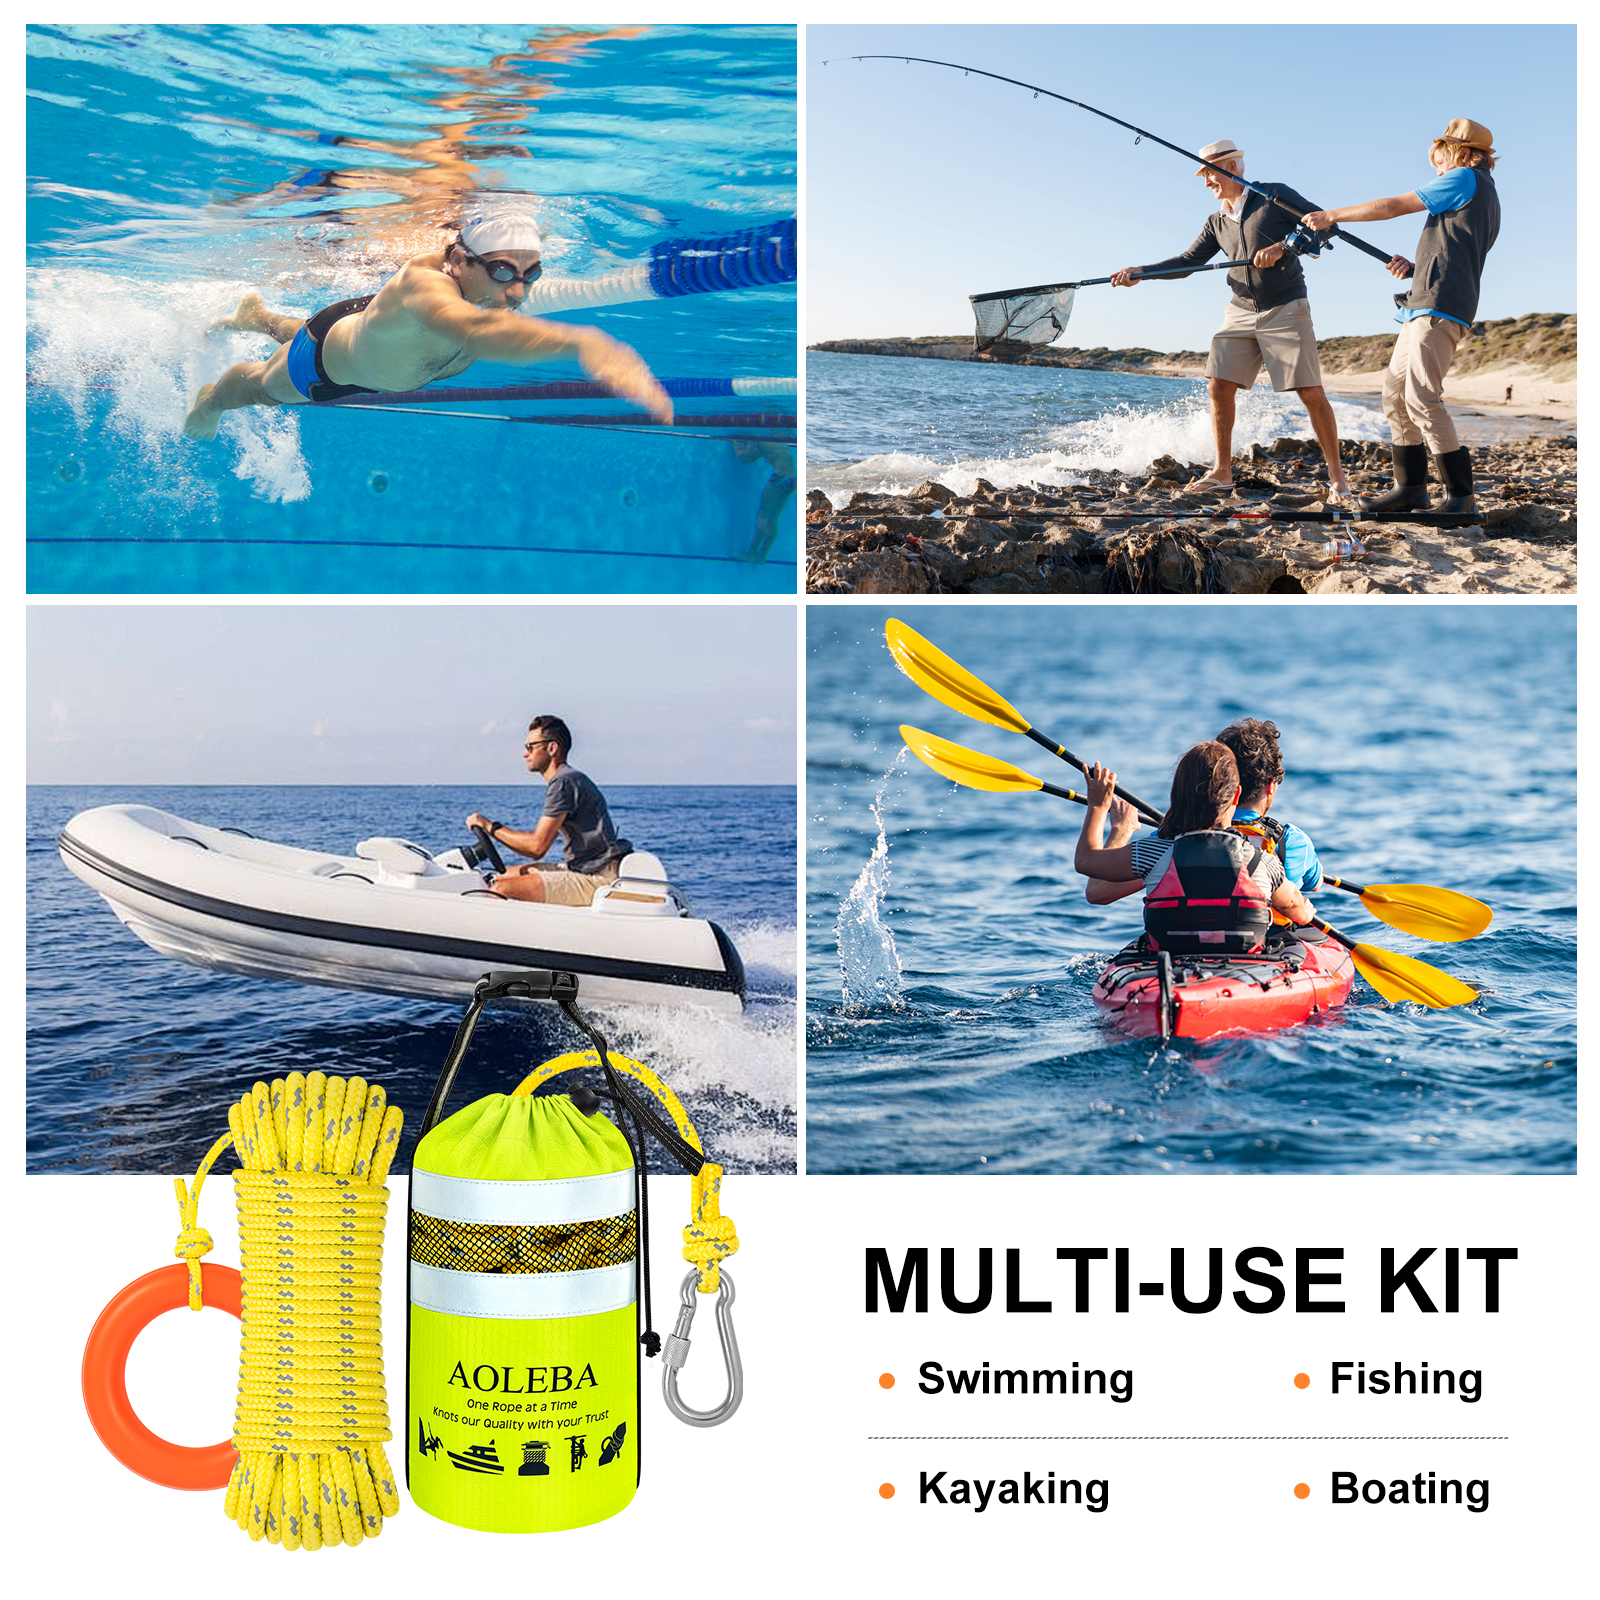 MULTI-USE KIT
Swimming
Fishing
Kayaking
Boating
AOLEBA
One Rope at a Time
Knots our Quality with your Trust